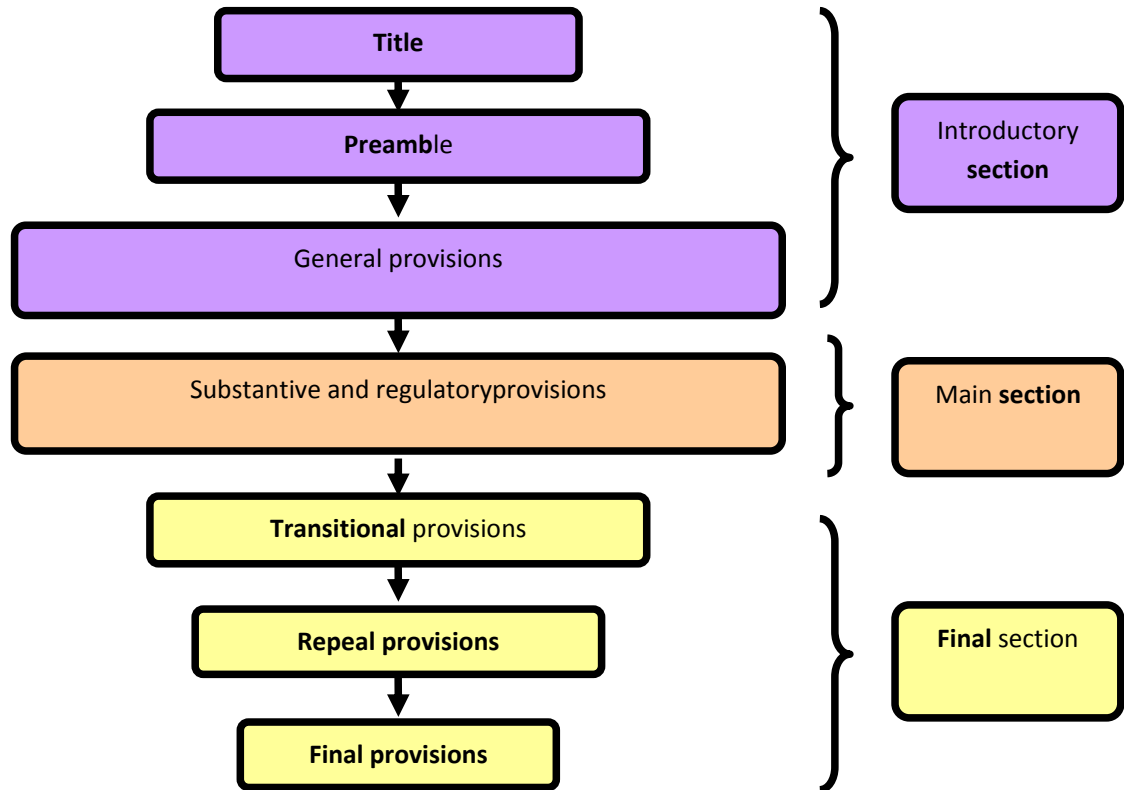 Title
Preamble
General provisions
Substantive and regulatoryprovisions
Transitional provisions
Repeal provisions
Final provisions
Introductory
section
Main section
Final section